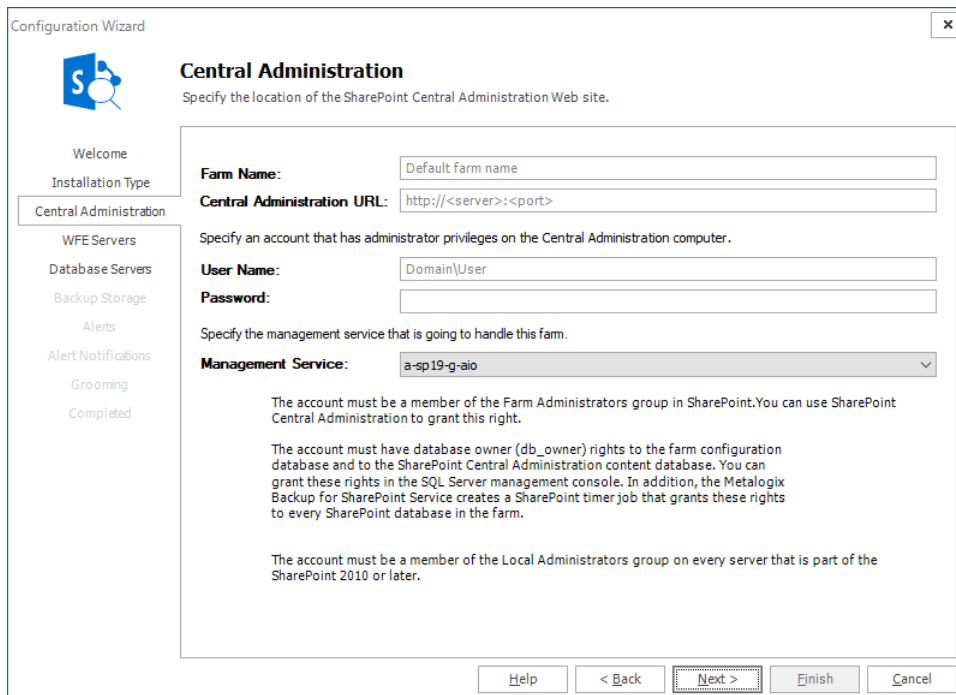 Configuration Wizard
S
Central Administration
Specify the location of the SharePoint Central Administration Web site.
Welcome
Installation Type
Central Administration
WFE Servers
Database Servers
Backup Storage
Alerts
Alert Notifications
Grooming
Completed
Farm Name: Default farm name
Central Administration URL: http://<server>:<port>
Specify an account that has administrator privileges on the Central Administration computer.
User Name: Domain\User
Password:
Specify the management service that is going to handle this farm.
Management Service: a-sp19-g-aio
The account must be a member of the Farm Administrators group in SharePoint.You can use SharePoint
Central Administration to grant this right.
The account must have database owner (db_owner) rights to the farm configuration
database and to the SharePoint Central Administration content database. You can
grant these rights in the SQL Server management console. In addition, the Metalogix
Backup for SharePoint Service creates a SharePoint timer job that grants these rights
to every SharePoint database in the farm.
The account must be a member of the Local Administrators group on every server that is part of the
SharePoint 2010 or later.
Help < Back Next > Finish Cancel